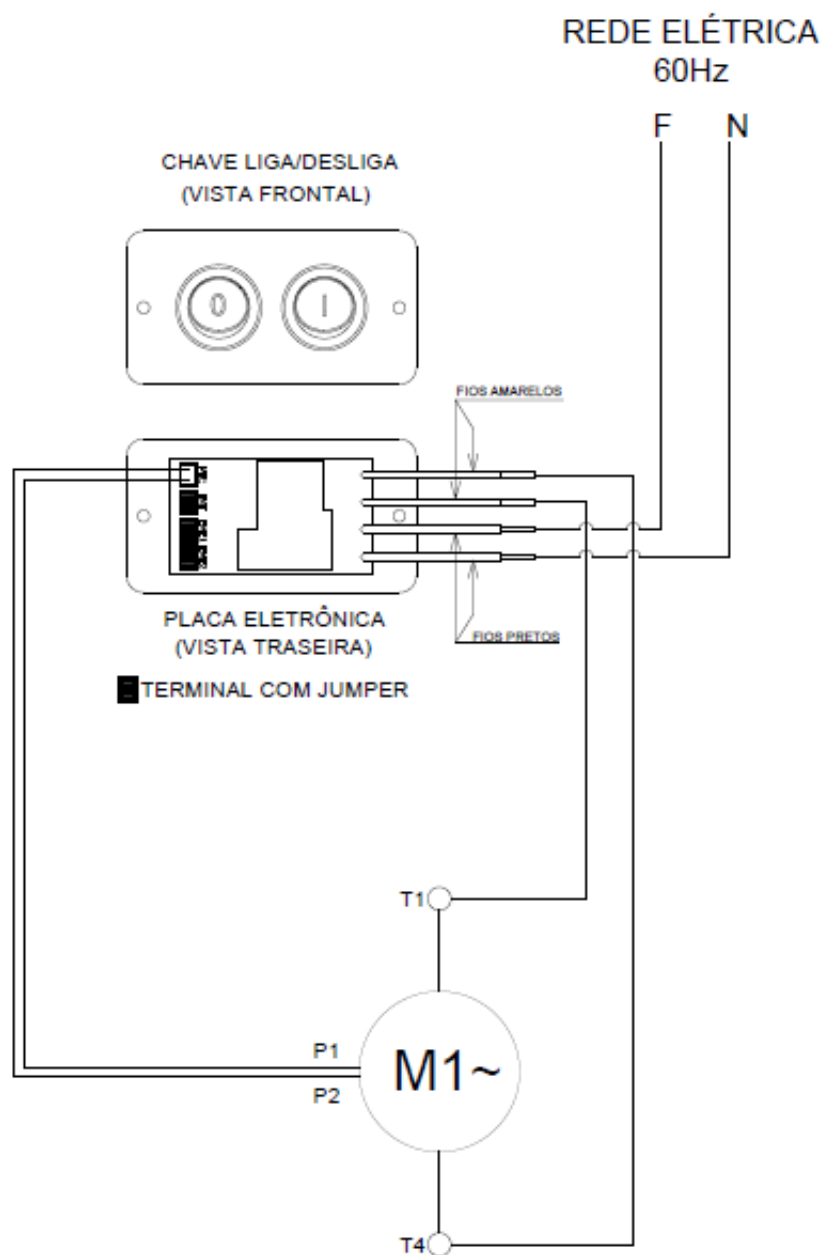 REDE ELÉTRICA
60Hz
F N
CHAVE LIGA/DESLIGA
(VISTA FRONTAL)
0 I
FIOS AMARELOS
FIOS PRETOS
PLACA ELETRÔNICA
(VISTA TRASEIRA)
TERMINAL COM JUMPER
T1
P1
M1~
P2
T4